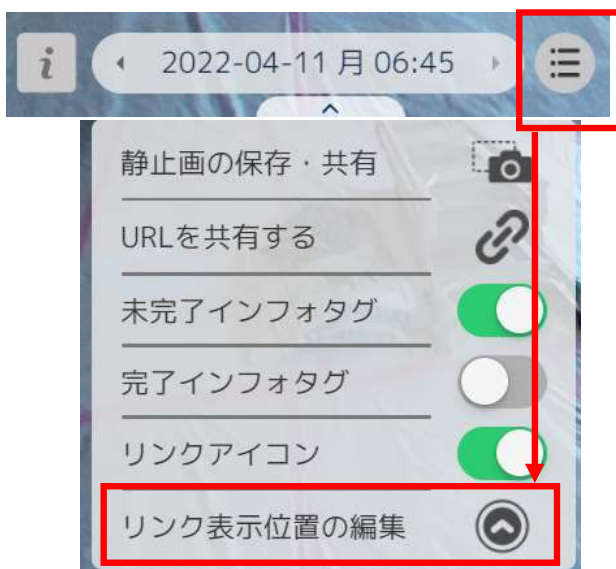 i
2022-04-11 月 06:45
静止画の保存・共有
URLを共有する
未完了インフォタグ
完了インフォタグ
リンクアイコン
リンク表示位置の編集